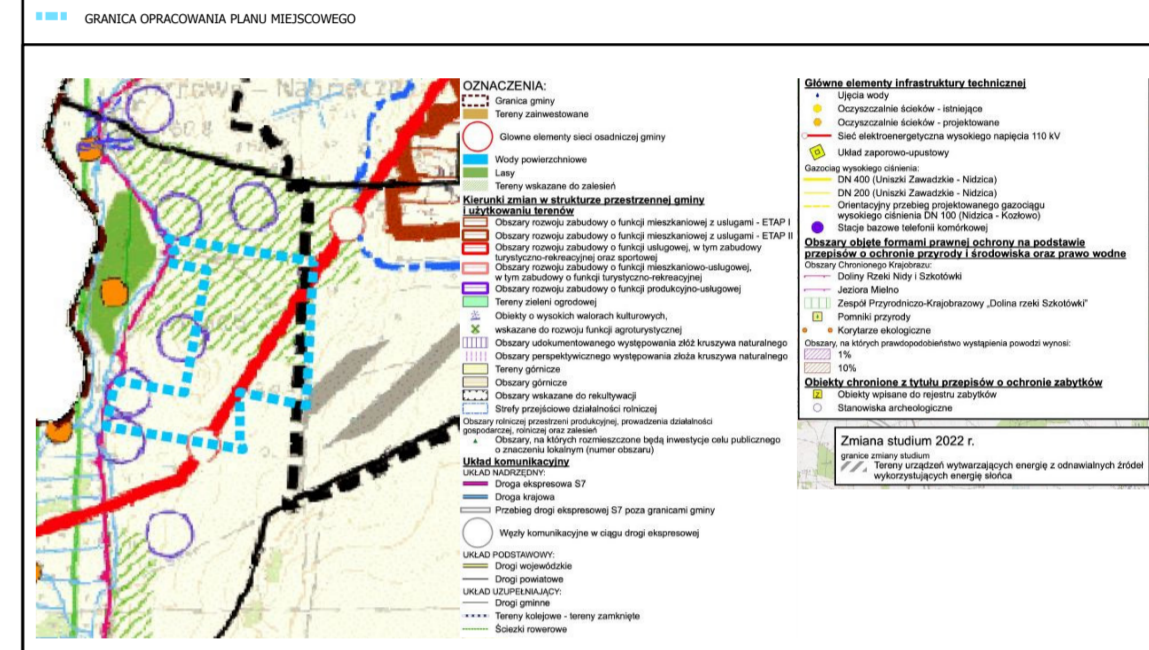 GRANICA OPRACOWANIA PLANU MIEJSCOWEGO
OZNACZENIA:
Granica gminy
Tereny zainwestowane
Glowne elementy sieci osadniczej gminy
Wody powierzchniowe
Lasy
Tereny wskazane do zalesień
Kierunki zmian w strukturze przestrzennej gminy
i użytkowaniu terenów
Obszary rozwoju zabudowy o funkcji mieszkaniowej z uslugami - ETAP I
Obszary rozwoju zabudowy o funkcji mieszkaniowej z uslugami - ETAP II
Obszary rozwoju zabudowy o funkcji usługowej, w tym zabudowy
turystyczno-rekreacyjnej oraz sportowej
Obszary rozwoju zabudowy o funkcji mieszkaniowo-usługowej,
w tym zabudowy o funkcji turystyczno-rekreacyjnej
Obszary rozwoju zabudowy o funkcji produkcyjno-usługowej
Tereny zieleni ogrodowej
Obiekty o wysokich walorach kulturowych,
wskazane do rozwoju funkcji agroturystycznej
Obszary udokumentowanego występowania złóż kruszywa naturalnego
Obszary perspektywicznego występowania złoża kruszywa naturalnego
Tereny górnicze
Obszary górnicze
Obszary wskazane do rekultywacji
Strefy przejściowe działalności rolniczej
Obszary rolniczej przestrzeni produkcyjnej, prowadzenia działalności
gospodarczej, rolniczej oraz zalesień
Obszary, na których rozmieszczone będą inwestycje celu publicznego
o znaczeniu lokalnym (numer obszaru)
Układ komunikacyjny
UKŁAD NADRZĘDNY:
Droga ekspresowa S7
Droga krajowa
Przebieg drogi ekspresowej S7 poza granicami gminy
Węzły komunikacyjne w ciągu drogi ekspresowej
UKŁAD PODSTAWOWY:
Drogi wojewódzkie
Drogi powiatowe
UKŁAD UZUPEŁNIAJĄCY:
Drogi gminne
Tereny kolejowe - tereny zamknięte
Ścieżki rowerowe
Główne elementy infrastruktury technicznej
Ujęcia wody
Oczyszczalnie ścieków - istniejące
Oczyszczalnie ścieków - projektowane
Sieć elektroenergetyczna wysokiego napięcia 110 kV
Układ zaporowo-upustowy
Gazociąg wysokiego ciśnienia:
DN 400 (Uniszki Zawadzkie - Nidzica)
DN 200 (Uniszki Zawadzkie - Nidzica)
Orientacyjny przebieg projektowanego gazociągu
wysokiego ciśnienia DN 100 (Nidzica - Kozłowo)
Stacje bazowe telefonii komórkowej
Obszary objęte formami prawnej ochrony na podstawie
przepisów o ochronie przyrody i środowiska oraz prawo wodne
Obszary Chronionego Krajobrazu:
Doliny Rzeki Nidy i Szkotówki
Jeziora Mielno
Zespół Przyrodniczo-Krajobrazowy „Dolina rzeki Szkotówki"
Pomniki przyrody
Korytarze ekologiczne
Obszary, na których prawdopodobieństwo wystąpienia powodzi wynosi:
1%
10%
Obiekty chronione z tytułu przepisów o ochronie zabytków
Obiekty wpisane do rejestru zabytków
Stanowiska archeologiczne
Zmiana studium 2022 r.
granice zmiany studium
Tereny urządzeń wytwarzających energię z odnawialnych źródeł
wykorzystujących energię słońca